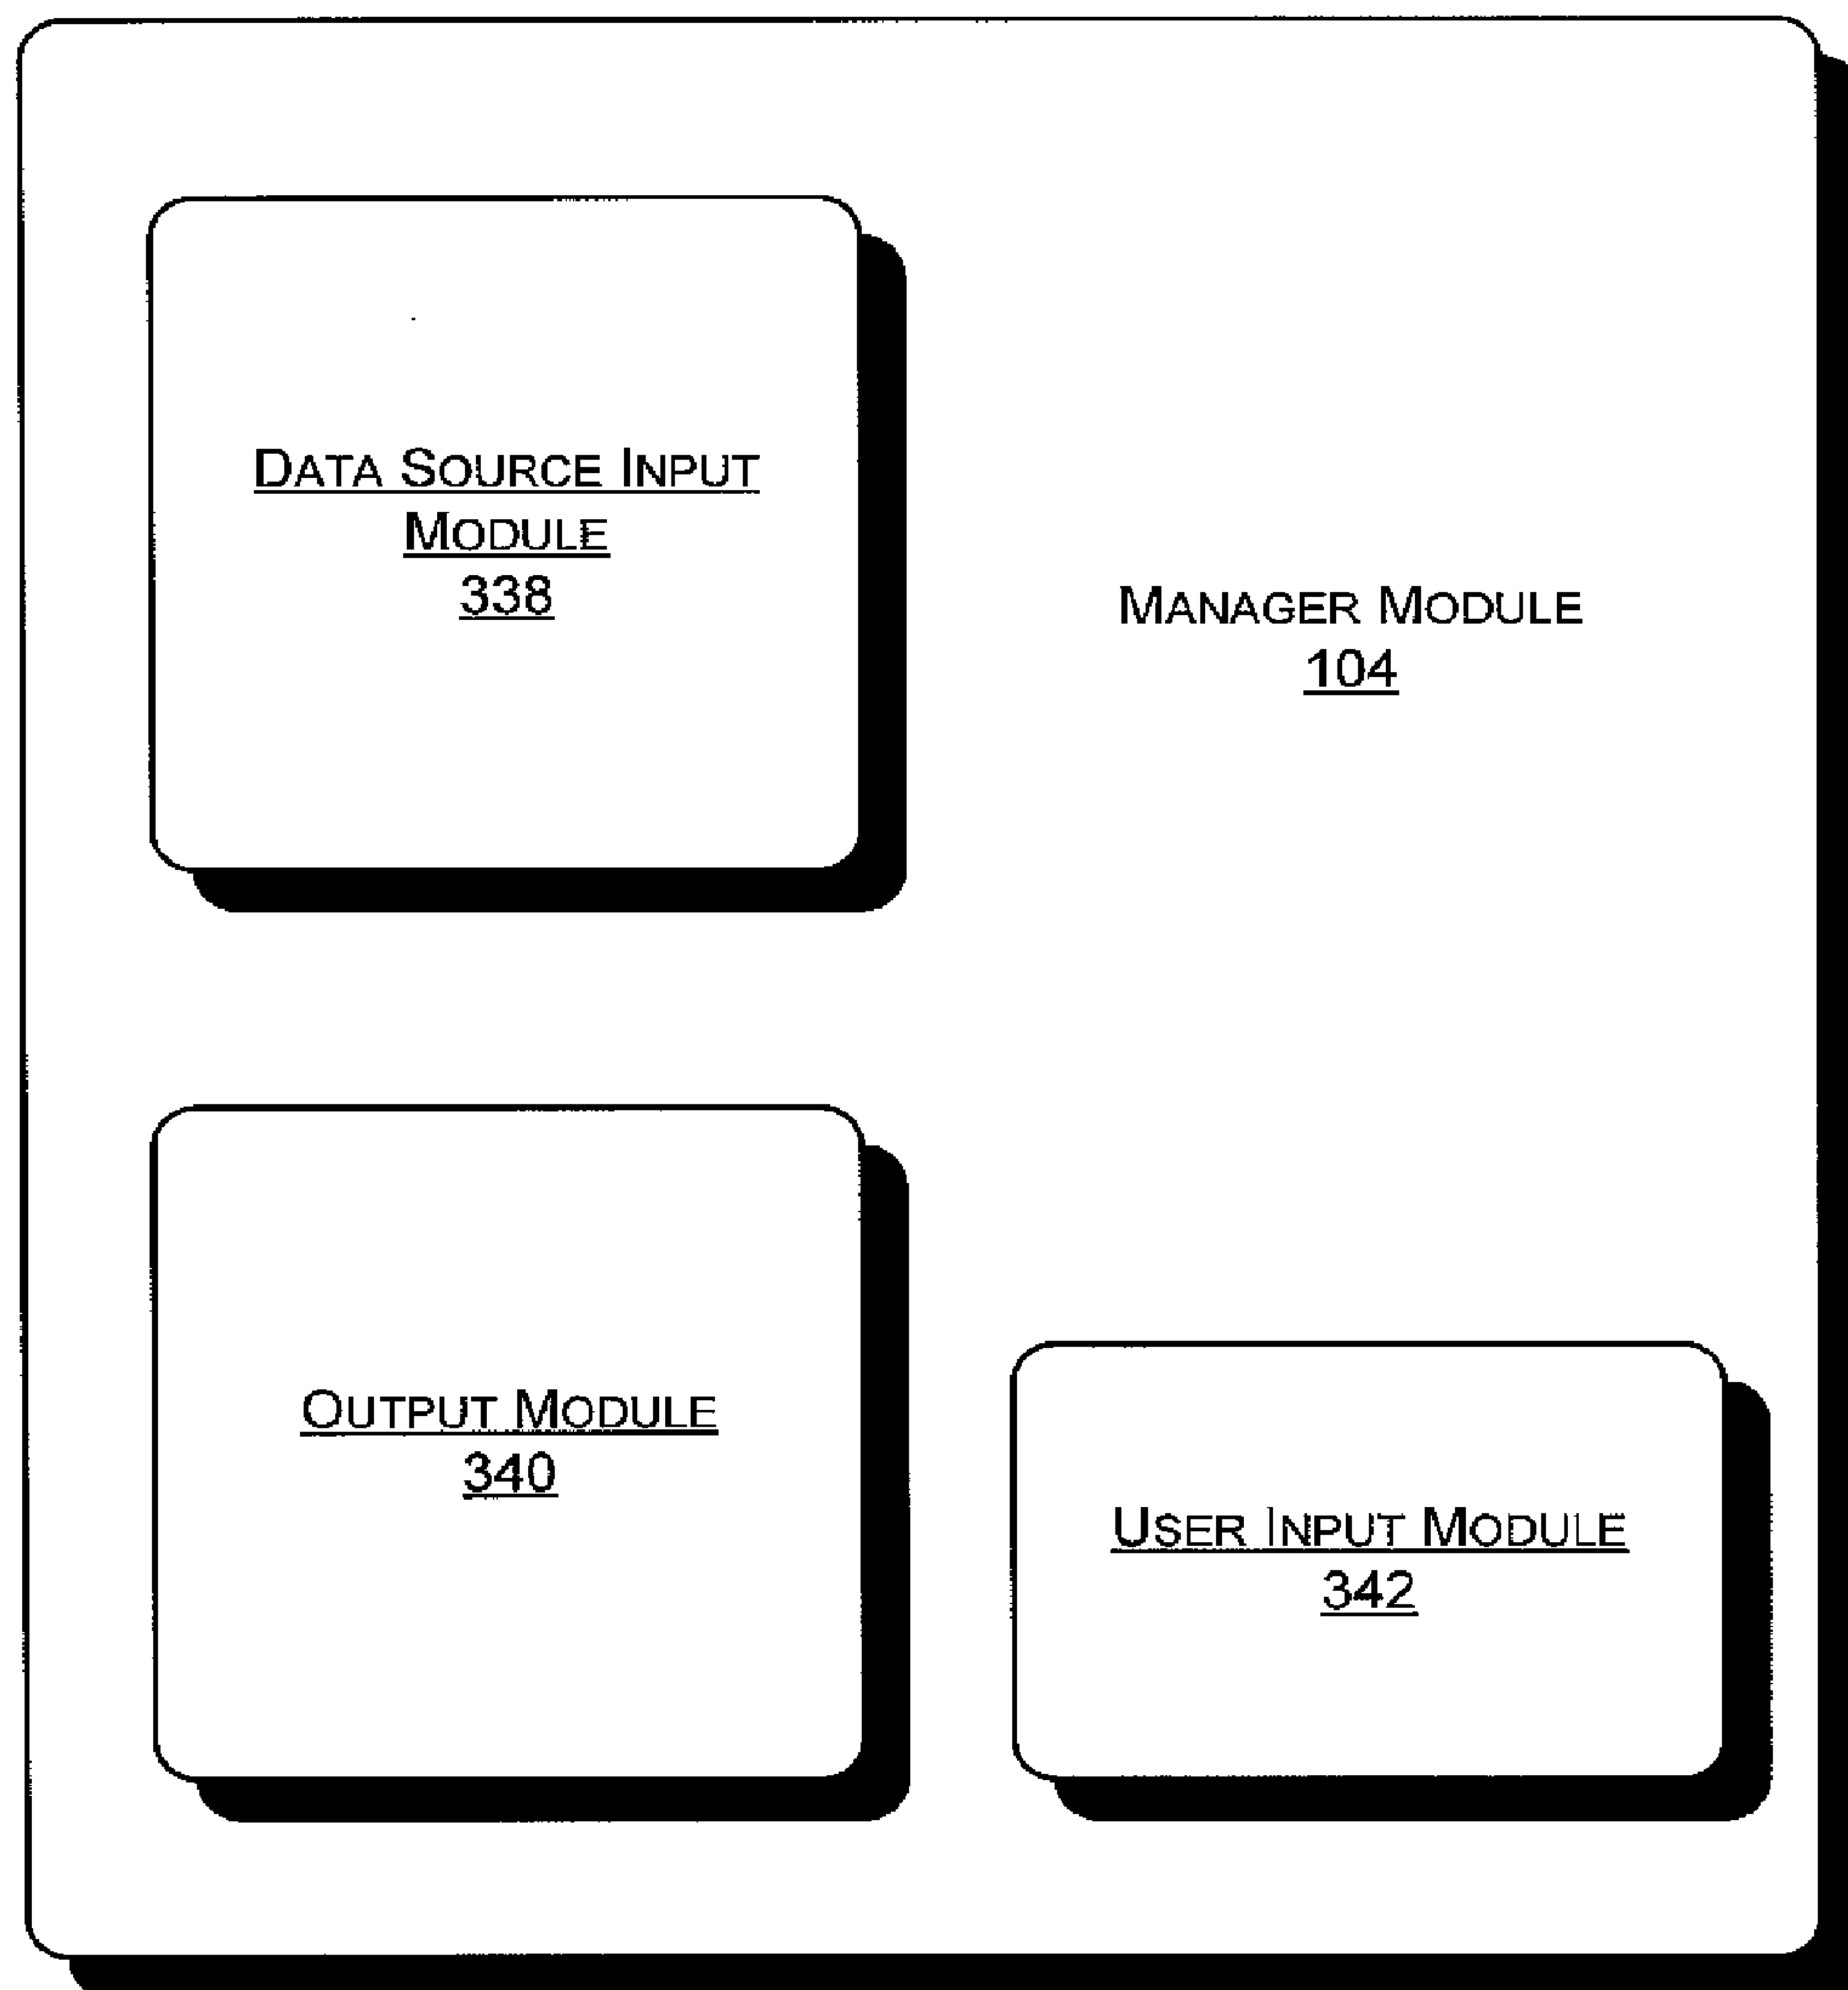 DATA SOURCE INPUT
MODULE
338
MANAGER MODULE
104
OUTPUT MODULE
340
USER INPUT MODULE
342